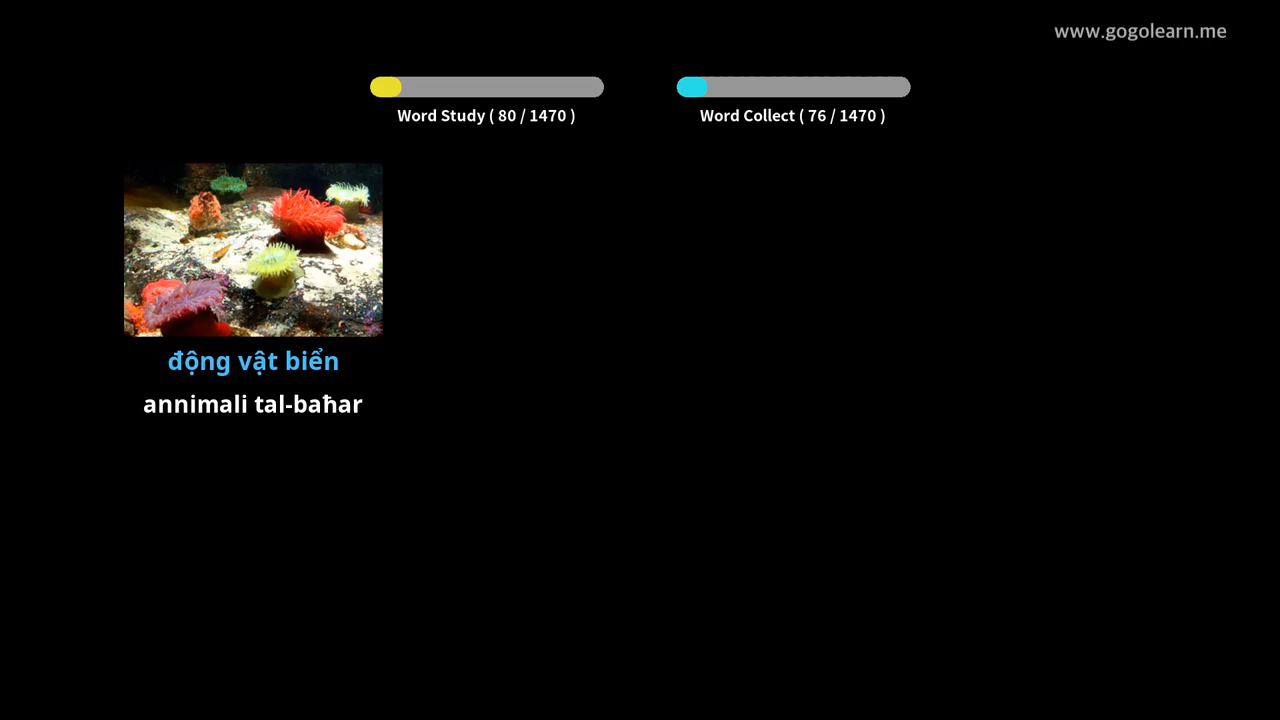 www.gogolearn.me
Word Study ( 80 / 1470 )
Word Collect ( 76 / 1470 )
động vật biển
annimali tal-baħar